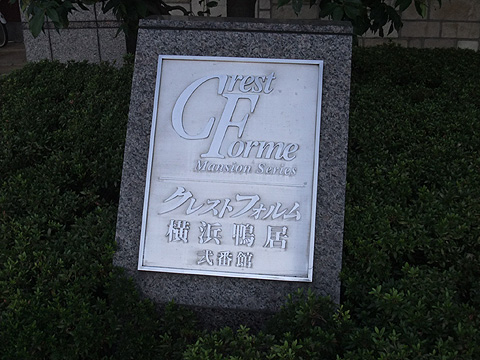 Crest
Forme
Mansion Series
クレストフォルム
横浜鴨居
弐番館